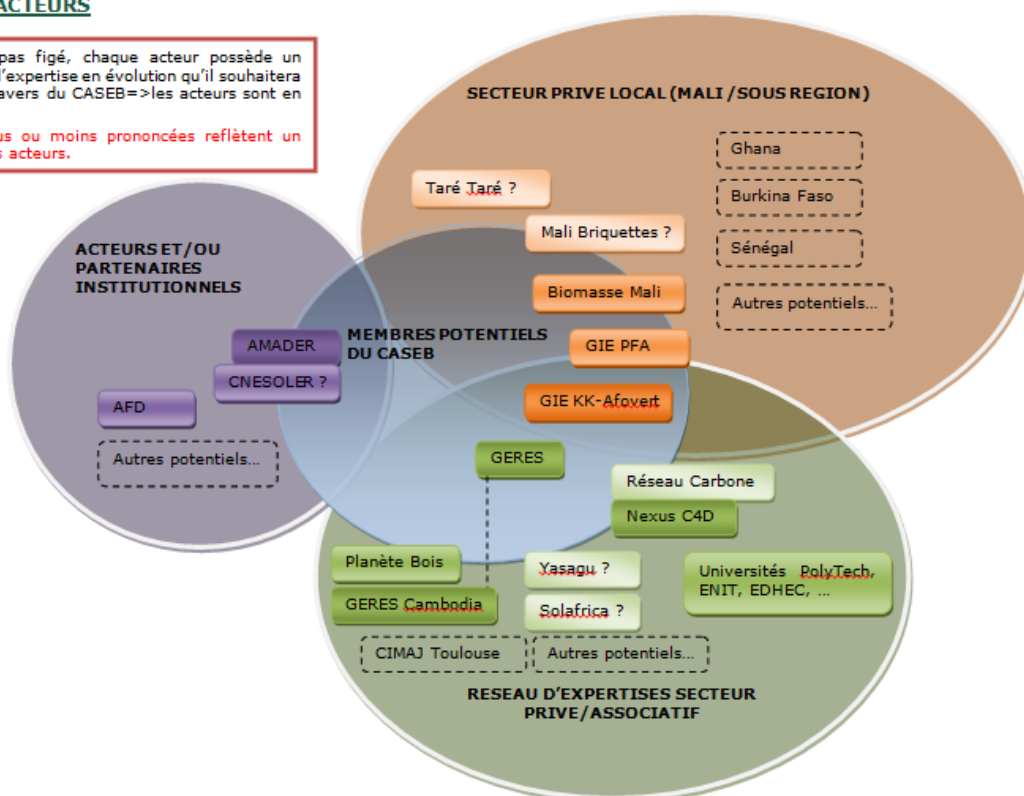 ACTEURS
pas figé, chaque acteur possède un
d'expertise en évolution qu'il souhaitera
avers du CASEB=>les acteurs sont en
us ou moins prononcées reflètent un
s acteurs.
SECTEUR PRIVE LOCAL (MALI /SOUS REGION)
Ghana
Taré Taré ?
Burkina Faso
Mali Briquettes ?
Sénégal
Biomasse Mali
Autres potentiels...
ACTEURS ET/OU
PARTENAIRES
INSTITUTIONNELS
MEMBRES POTENTIELS
DU CASEB
AMADER
GIE PFA
CNESOLER ?
AFD
GIE KK-Afovert
Autres potentiels...
GERES
Réseau Carbone
Nexus C4D
Planète Bois
Yasagu ?
Universités PolyTech,
ENIT, EDHEC, ...
GERES Cambodia
Solafrica ?
CIMAJ Toulouse
Autres potentiels...
RESEAU D'EXPERTISES SECTEUR
PRIVE/ASSOCIATIF